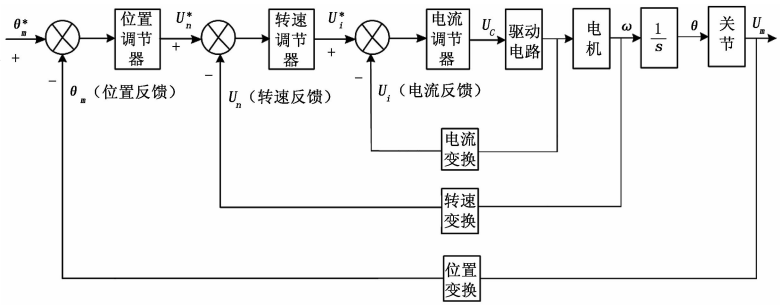 θ*m
+
−
θm（位置反馈）
位置
调节
器
U*n
+
−
Un（转速反馈）
转速
调节
器
U*i
+
−
Ui（电流反馈）
电流
调节
器
UC
驱动
电路
电
机
ω
1
s
θ
关
节
Um
电流
变换
转速
变换
位置
变换